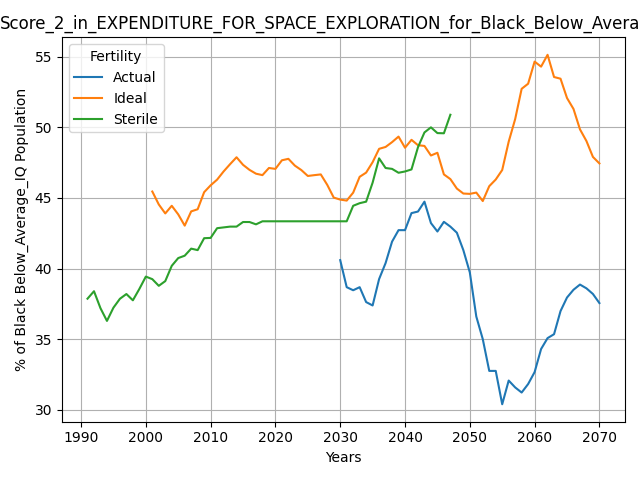 Score_2_in_EXPENDITURE_FOR_SPACE_EXPLORATION_for_Black_Below_Avera
Fertility
Actual
Ideal
Sterile
% of Black Below_Average_IQ Population
55
50
45
40
35
30
1990 2000 2010 2020 2030 2040 2050 2060 2070
Years